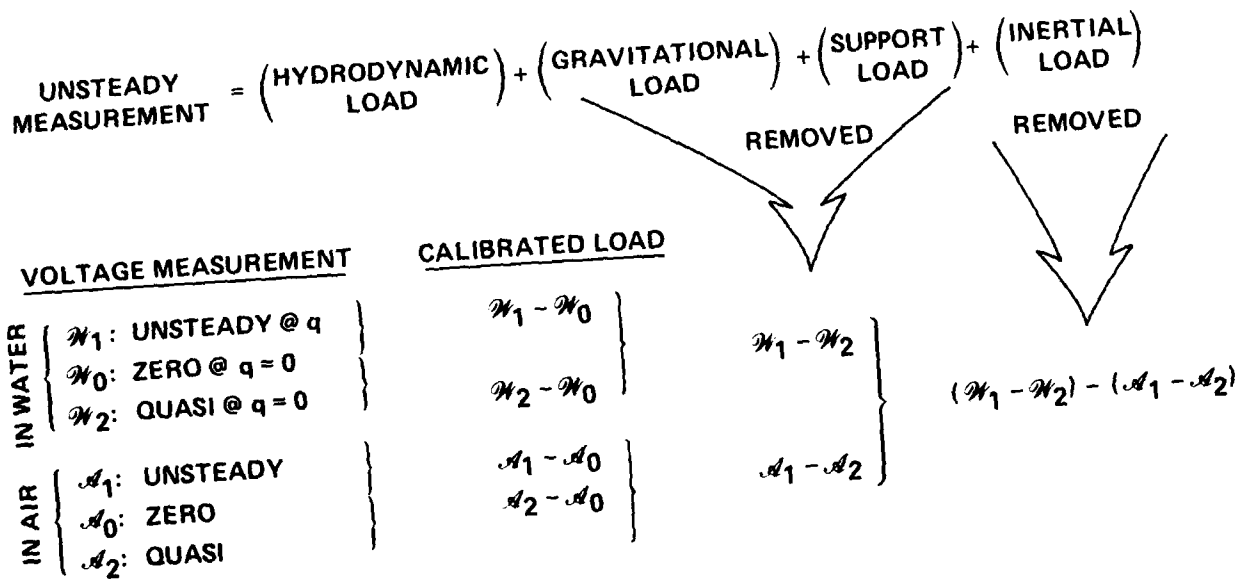 UNSTEADY MEASUREMENT = (HYDRODYNAMIC LOAD) + (GRAVITATIONAL LOAD) + (SUPPORT LOAD) + (INERTIAL LOAD)
REMOVED
REMOVED
VOLTAGE MEASUREMENT
CALIBRATED LOAD
IN WATER
𝒲1: UNSTEADY @ q
𝒲0: ZERO @ q = 0
𝒲2: QUASI @ q = 0
𝒲1 - 𝒲0
𝒲2 - 𝒲0
𝒲1 - 𝒲2
(𝒲1 - 𝒲2) - (𝒜1 - 𝒜2)
IN AIR
𝒜1: UNSTEADY
𝒜0: ZERO
𝒜2: QUASI
𝒜1 - 𝒜0
𝒜2 - 𝒜0
𝒜1 - 𝒜2